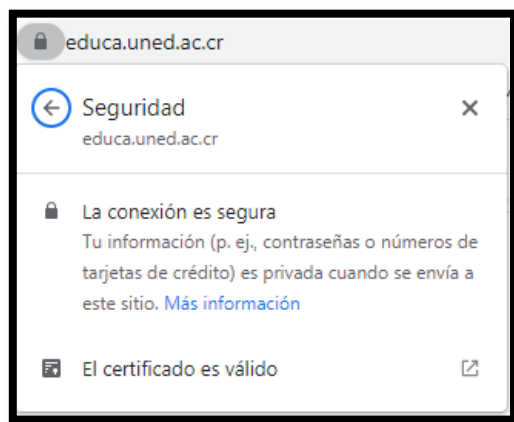 educa.uned.ac.cr
Seguridad
educa.uned.ac.cr
La conexión es segura
Tu información (p. ej., contraseñas o números de
tarjetas de crédito) es privada cuando se envía a
este sitio. Más información
El certificado es válido